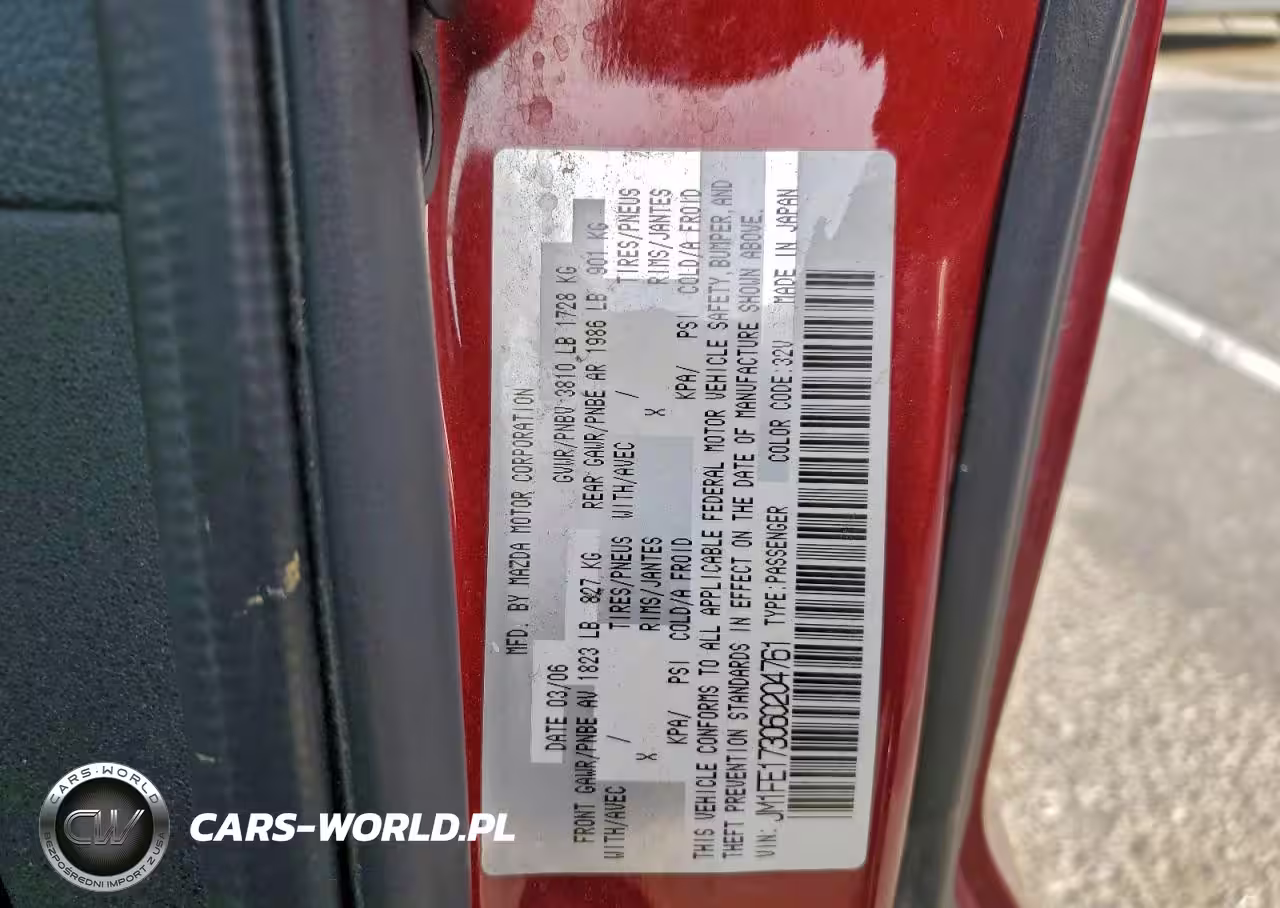 MFD. BY MAZDA MOTOR CORPORATION
DATE 03/06 GVWR/PNBV 3810 LB 1728 KG
FRONT GAWR/PNBE AV 1823 LB 827 KG REAR GAWR/PNBE AR 1986 LB 901 KG
WITH/AVEC / TIRES/PNEUS WITH/AVEC / TIRES/PNEUS
X RIMS/JANTES X RIMS/JANTES
KPA/ PSI COLD/A FROID KPA/ PSI COLD/A FROID
THIS VEHICLE CONFORMS TO ALL APPLICABLE FEDERAL MOTOR VEHICLE SAFETY, BUMPER, AND
THEFT PREVENTION STANDARDS IN EFFECT ON THE DATE OF MANUFACTURE SHOWN ABOVE.
VIN: JM1FE173060204761 TYPE:PASSENGER COLOR CODE:32V MADE IN JAPAN
CARS-WORLD
CW
BEZPOŚREDNI IMPORT Z USA
CARS-WORLD.PL